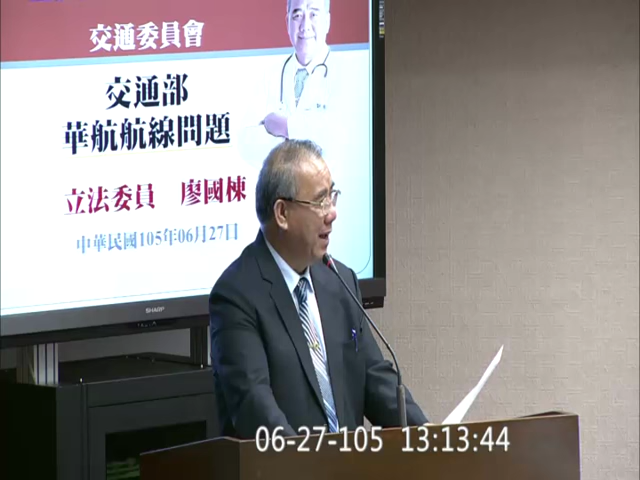 交通委員會
交通部
華航航線問題
立法委員 廖國棟
中華民國105年06月27日
SHARP
06-27-105 13:13:44